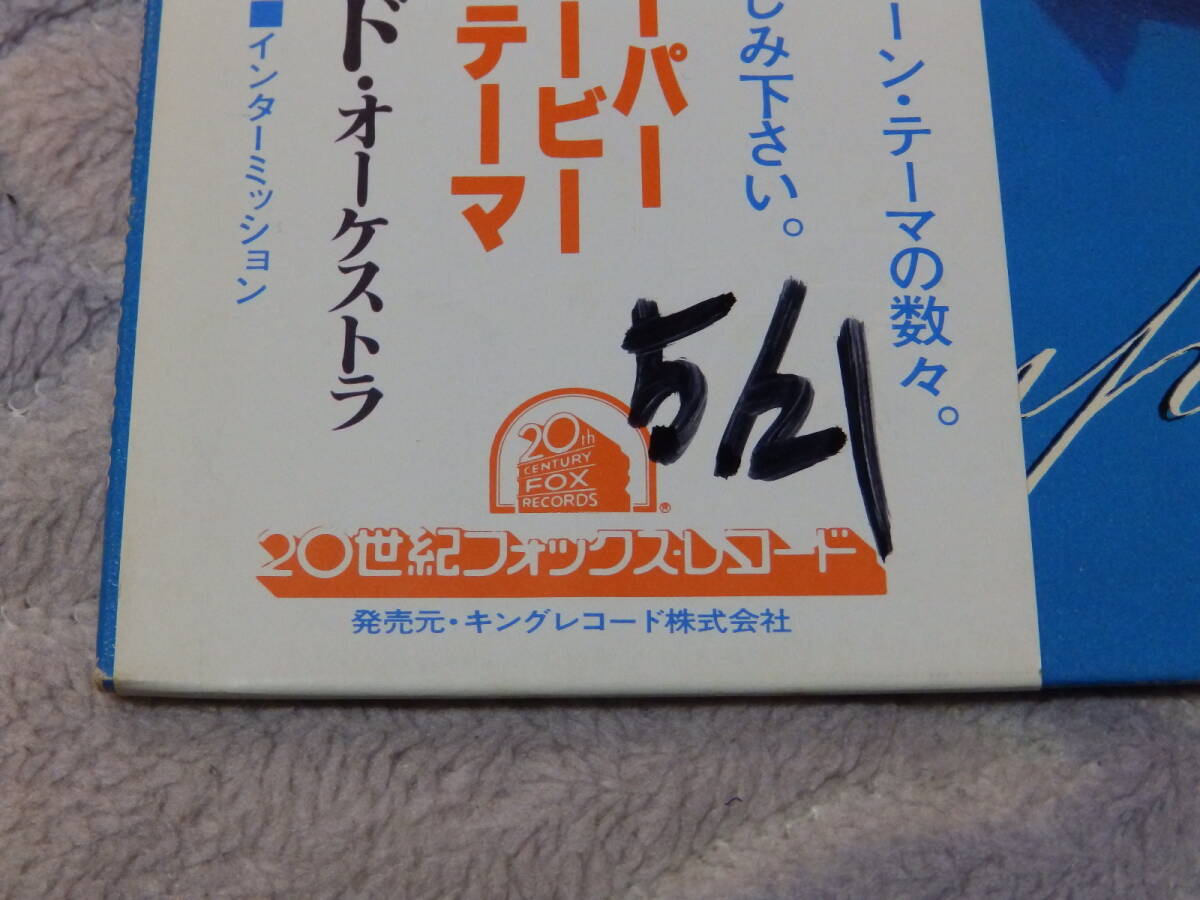 ーン・テーマの数々。
しみ下さい。
ーパー
ービー
テーマ
ド・オーケストラ
■インターミッション
20th
CENTURY
FOX
RECORDS
®
20世紀フォックス・レコード
発売元・キングレコード株式会社